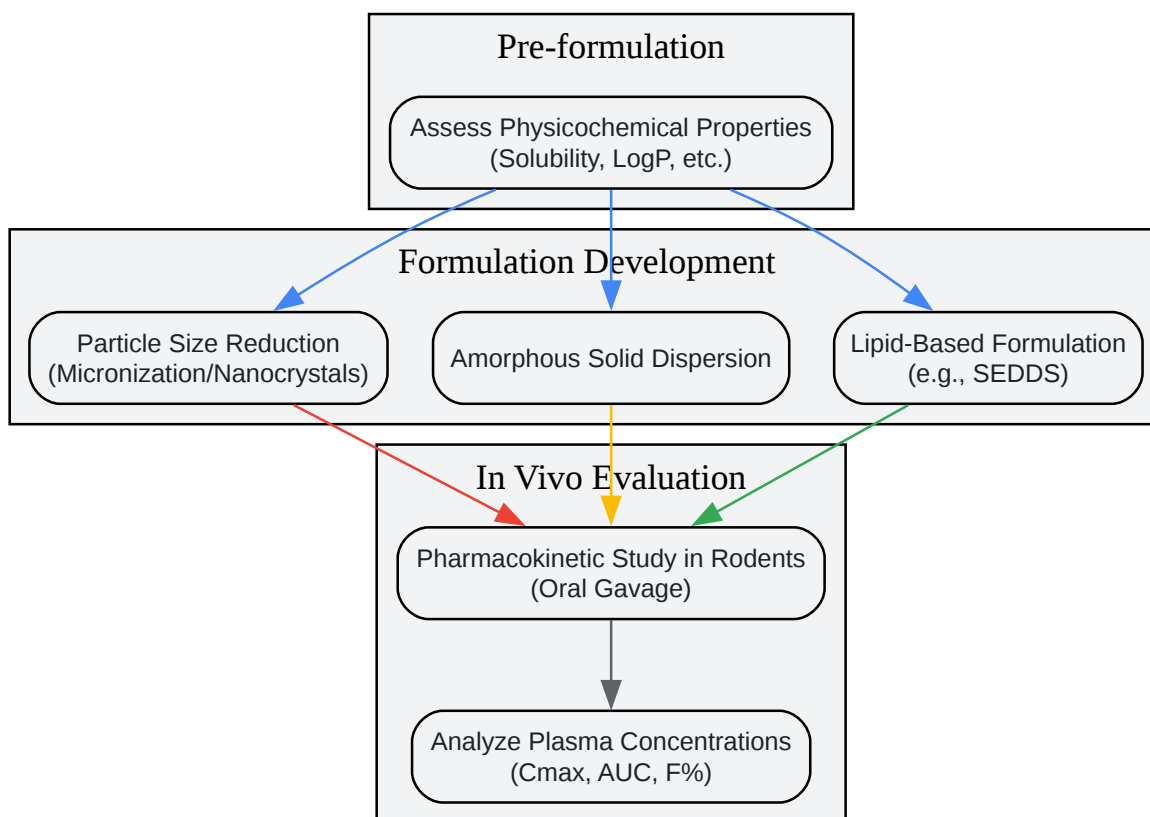 Pre-formulation
Assess Physicochemical Properties
(Solubility, LogP, etc.)
Formulation Development
Particle Size Reduction
(Micronization/Nanocrystals)
Amorphous Solid Dispersion
Lipid-Based Formulation
(e.g., SEDDS)
In Vivo Evaluation
Pharmacokinetic Study in Rodents
(Oral Gavage)
Analyze Plasma Concentrations
(Cmax, AUC, F%)